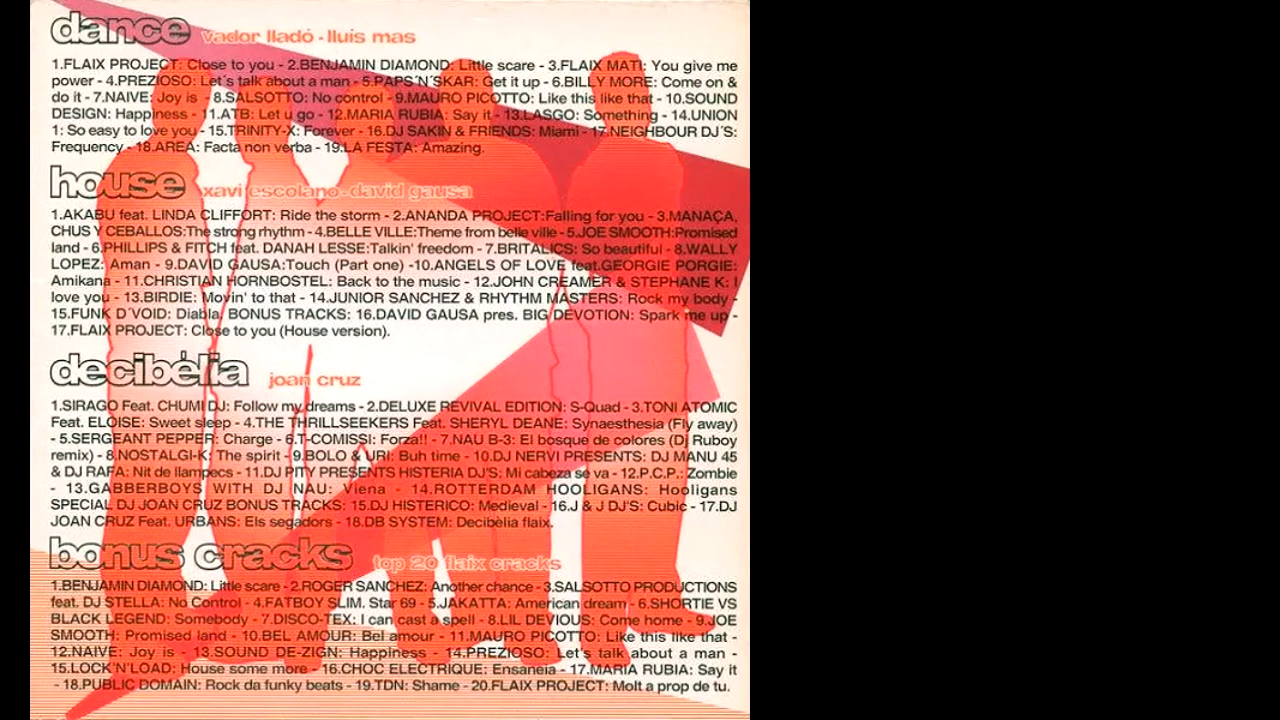 dance vador lladó - lluís mas
1.FLAIX PROJECT: Close to you - 2.BENJAMIN DIAMOND: Little scare - 3.FLAIX MATI: You give me
power - 4.PREZIOSO: Let´s talk about a man - 5.PAPS´N´SKAR: Get it up - 6.BILLY MORE: Come on &
do it - 7.NAIVE: Joy is - 8.SALSOTTO: No control - 9.MAURO PICOTTO: Like this like that - 10.SOUND
DESIGN: Happiness - 11.ATB: Let u go - 12.MARIA RUBIA: Say it - 13.LASGO: Something - 14.UNION
1: So easy to love you - 15.TRINITY-X: Forever - 16.DJ SAKIN & FRIENDS: Miami - 17.NEIGHBOUR DJ´S:
Frequency - 18.AREA: Facta non verba - 19.LA FESTA: Amazing.
house xavi escolano-david gausa
1.AKABU feat. LINDA CLIFFORT: Ride the storm - 2.ANANDA PROJECT:Falling for you - 3.MANAÇA,
CHUS Y CEBALLOS:The strong rhythm - 4.BELLE VILLE:Theme from belle ville - 5.JOE SMOOTH:Promised
land - 6.PHILLIPS & FITCH feat. DANAH LESSE:Talkin' freedom - 7.BRITALICS: So beautiful - 8.WALLY
LOPEZ: Aman - 9.DAVID GAUSA:Touch (Part one) -10.ANGELS OF LOVE feat.GEORGIE PORGIE:
Amikana - 11.CHRISTIAN HORNBOSTEL: Back to the music - 12.JOHN CREAMER & STEPHANE K: I
love you - 13.BIRDIE: Movin' to that - 14.JUNIOR SANCHEZ & RHYTHM MASTERS: Rock my body -
15.FUNK D´VOID: Diabla. BONUS TRACKS: 16.DAVID GAUSA pres. BIG DEVOTION: Spark me up -
17.FLAIX PROJECT: Close to you (House version).
decibèlia joan cruz
1.SIRAGO Feat. CHUMI DJ: Follow my dreams - 2.DELUXE REVIVAL EDITION: S-Quad - 3.TONI ATOMIC
Feat. ELOISE: Sweet sleep - 4.THE THRILLSEEKERS Feat. SHERYL DEANE: Synaesthesia (Fly away)
- 5.SERGEANT PEPPER: Charge - 6.T-COMISSI: Forza!! - 7.NAU B-3: El bosque de colores (Dj Ruboy
remix) - 8.NOSTALGI-K: The spirit - 9.BOLO & URI: Buh time - 10.DJ NERVI PRESENTS: DJ MANU 45
& DJ RAFA: Nit de llampecs - 11.DJ PITY PRESENTS HISTERIA DJ'S: Mi cabeza se va - 12.P.C.P.: Zombie
- 13.GABBERBOYS WITH DJ NAU: Viena - 14.ROTTERDAM HOOLIGANS: Hooligans
SPECIAL DJ JOAN CRUZ BONUS TRACKS: 15.DJ HISTERICO: Medieval - 16.J & J DJ'S: Cubic - 17.DJ
JOAN CRUZ Feat. URBANS: Els segadors - 18.DB SYSTEM: Decibèlia flaix.
bonus cracks top 20 flaix cracks
1.BENJAMIN DIAMOND: Little scare - 2.ROGER SANCHEZ: Another chance - 3.SALSOTTO PRODUCTIONS
feat. DJ STELLA: No Control - 4.FATBOY SLIM. Star 69 - 5.JAKATTA: American dream - 6.SHORTIE VS
BLACK LEGEND: Somebody - 7.DISCO-TEX: I can cast a spell - 8.LIL DEVIOUS: Come home - 9.JOE
SMOOTH: Promised land - 10.BEL AMOUR: Bel amour - 11.MAURO PICOTTO: Like this like that -
12.NAIVE: Joy is - 13.SOUND DE-ZIGN: Happiness - 14.PREZIOSO: Let's talk about a man -
15.LOCK'N'LOAD: House some more - 16.CHOC ELECTRIQUE: Ensaneia - 17.MARIA RUBIA: Say it
- 18.PUBLIC DOMAIN: Rock da funky beats - 19.TDN: Shame - 20.FLAIX PROJECT: Molt a prop de tu.